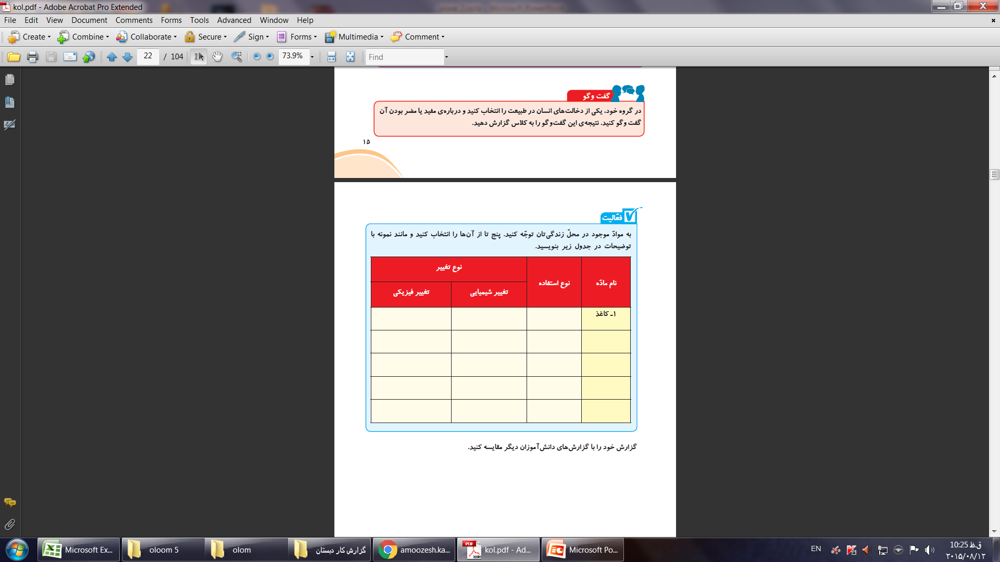 kol.pdf - Adobe Acrobat Pro Extended
File Edit View Document Comments Forms Tools Advanced Window Help
Create Combine Collaborate Secure Sign Forms Multimedia Comment
22 / 104 73.9% Find
گفت وگو
در گروه خود، یکی از دخالت‌های انسان در طبیعت را انتخاب کنید و درباره‌ی مفید یا مضر بودن آن
گفت وگو کنید. نتیجه‌ی این گفت‌وگو را به کلاس گزارش دهید.
۱۵
فعّالیت
به موادّ موجود در محلّ زندگی‌تان توجّه کنید. پنج تا از آن‌ها را انتخاب کنید و مانند نمونه با
توضیحات در جدول زیر بنویسید.
نام مادّه نوع استفاده نوع تغییر
تغییر شیمیایی تغییر فیزیکی
۱ـ کاغذ
گزارش خود را با گزارش‌های دانش‌آموزان دیگر مقایسه کنید.
Microsoft Ex... oloom 5 olom گزارش کار دبستان amoozesh.ka... kol.pdf - Ad... Microsoft Po... EN 10:25 ق.ظ
۲۰۱۵/۰۸/۱۲